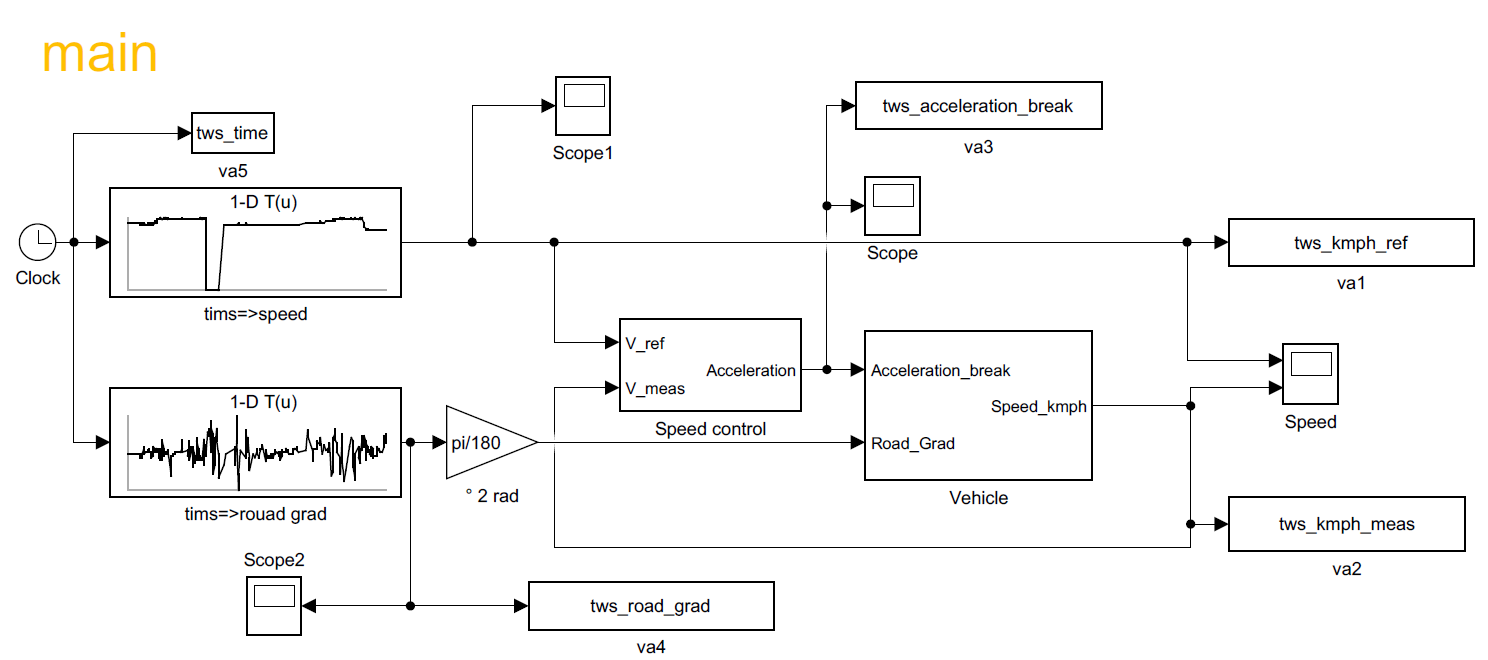 main
tws_time
va5
Scope1
tws_acceleration_break
va3
1-D T(u)
tims=>speed
Clock
Scope
tws_kmph_ref
va1
V_ref
V_meas
Acceleration
Speed control
Acceleration_break
Road_Grad
Speed_kmph
Vehicle
Speed
1-D T(u)
tims=>rouad grad
pi/180
° 2 rad
tws_kmph_meas
va2
Scope2
tws_road_grad
va4